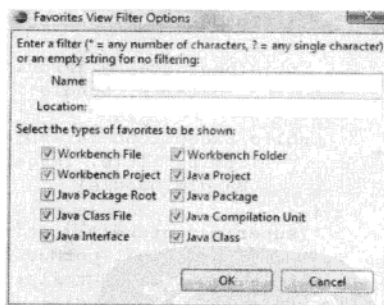 Favorites View Filter Options
Enter a filter (* = any number of characters, ? = any single character)
or an empty string for no filtering:
Name:
Location:
Select the types of favorites to be shown:
Workbench File Workbench Folder
Workbench Project Java Project
Java Package Root Java Package
Java Class File Java Compilation Unit
Java Interface Java Class
OK Cancel